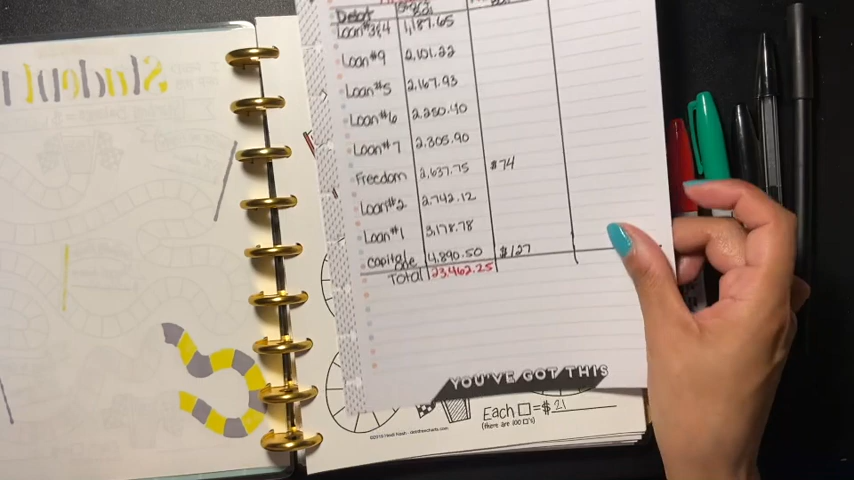 Debt
Loan#3&4 1,187.65
Loan#9 2,101.22
Loan#5 2,167.93
Loan#6 2,250.40
Loan#7 2,305.90
Freedom 2,637.75 $74
Loan#2 2,742.12
Loan#1 3,178.78
Capital One 4,890.50 $127
Total 23,462.25
YOU'VE GOT THIS
Each □ = $ 21
(there are 100 □'s)
Student